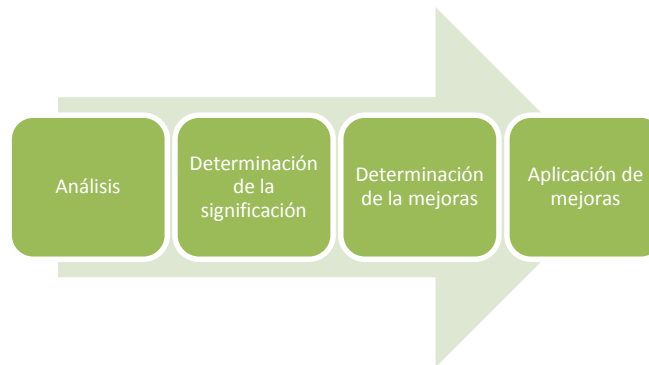 Análisis
Determinación
de la
significación
Determinación
de la mejoras
Aplicación de
mejoras